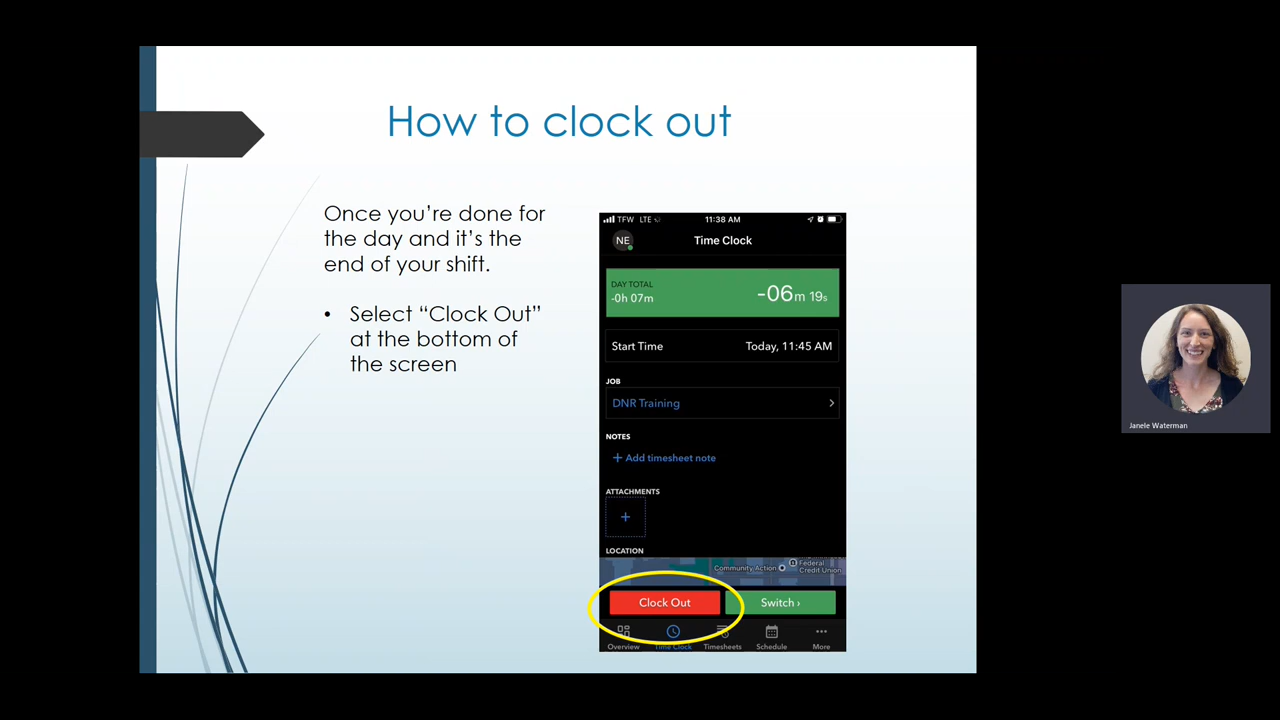 How to clock out
Once you're done for
the day and it's the
end of your shift.
• Select “Clock Out”
at the bottom of
the screen
TFW LTE 11:38 AM
NE Time Clock
DAY TOTAL
-0h 07m -06m 19s
Start Time Today, 11:45 AM
JOB
DNR Training
NOTES
+ Add timesheet note
ATTACHMENTS
+
LOCATION
Community Action
Federal
Credit Union
Clock Out Switch ›
Overview Time Clock Timesheets Schedule More
Janele Waterman